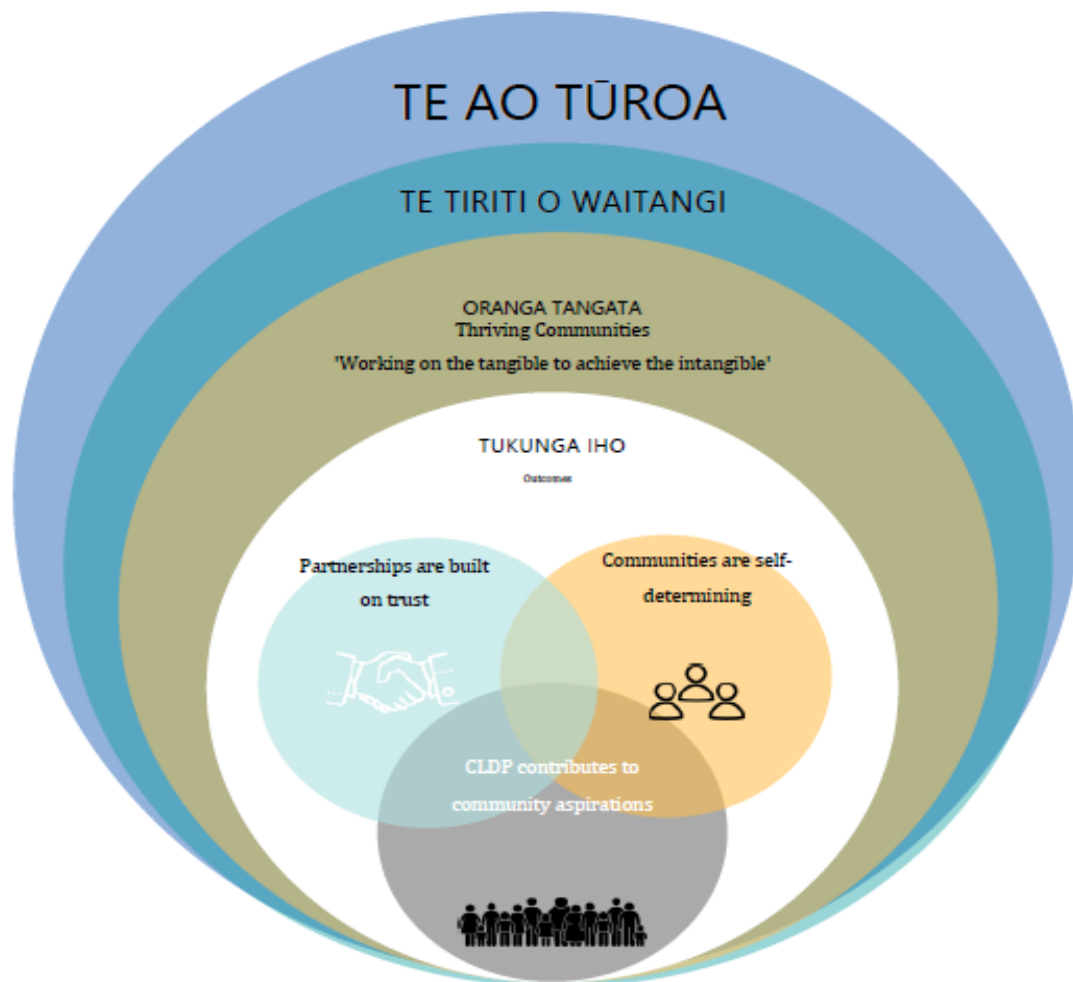 TE AO TŪROA
TE TIRITI O WAITANGI
ORANGA TANGATA
Thriving Communities
'Working on the tangible to achieve the intangible'
TUKUNGA IHO
Outcomes
Partnerships are built
on trust
Communities are self-
determining
CLDP contributes to
community aspirations